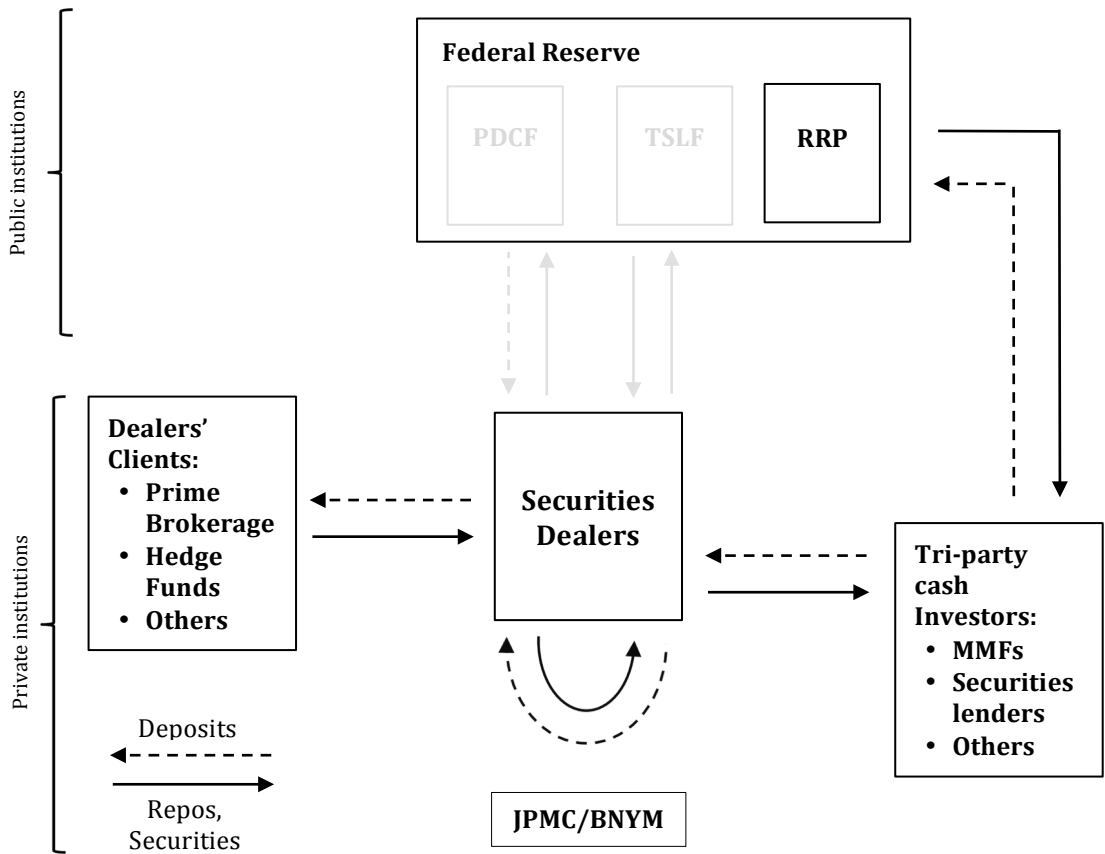 Public institutions
Federal Reserve
PDCF
TSLF
RRP
Private institutions
Dealers’
Clients:
• Prime
Brokerage
• Hedge
Funds
• Others
Securities
Dealers
Tri-party
cash
Investors:
• MMFs
• Securities
lenders
• Others
Deposits
Repos,
Securities
JPMC/BNYM